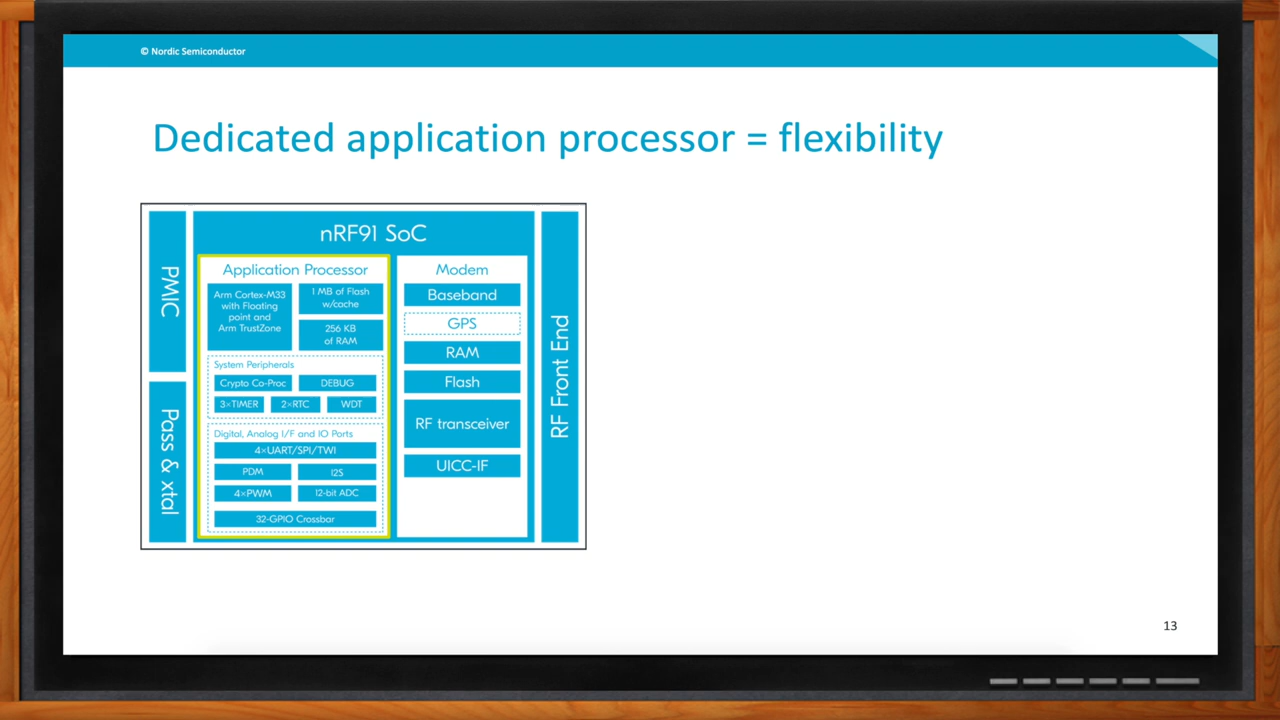 © Nordic Semiconductor
Dedicated application processor = flexibility
PMIC
Pass & xtal
nRF91 SoC
Application Processor
Arm Cortex-M33
with Floating
point and
Arm TrustZone
1 MB of Flash
w/cache
256 KB
of RAM
System Peripherals
Crypto Co-Proc
DEBUG
3×TIMER
2×RTC
WDT
Digital, Analog I/F and IO Ports
4×UART/SPI/TWI
PDM
I2S
4×PWM
12-bit ADC
32-GPIO Crossbar
Modem
Baseband
GPS
RAM
Flash
RF transceiver
UICC-IF
RF Front End
13